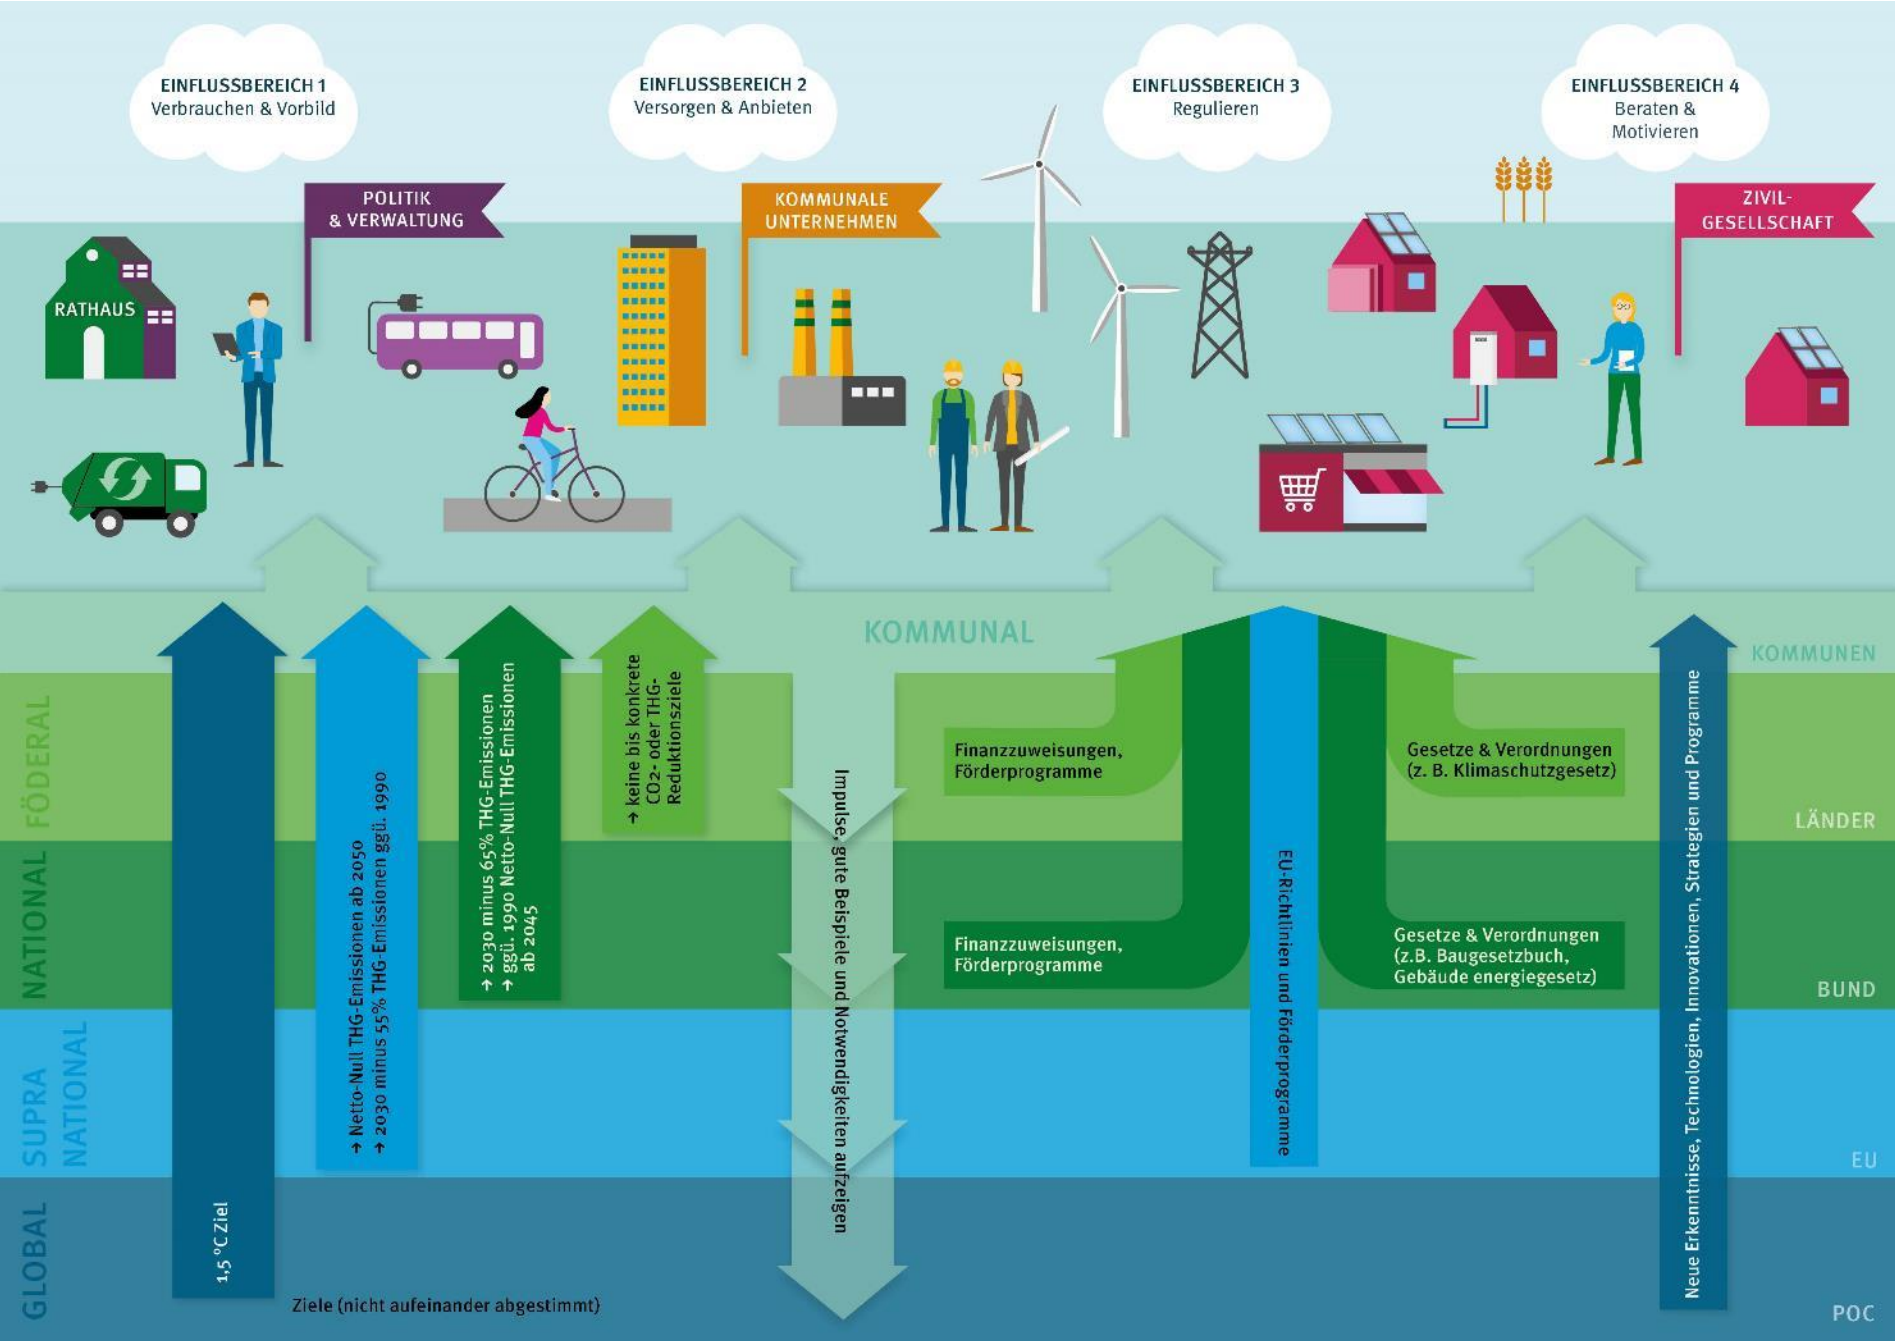 EINFLUSSBEREICH 1
Verbrauchen & Vorbild
EINFLUSSBEREICH 2
Versorgen & Anbieten
EINFLUSSBEREICH 3
Regulieren
EINFLUSSBEREICH 4
Beraten &
Motivieren
POLITIK
& VERWALTUNG
KOMMUNALE
UNTERNEHMEN
ZIVIL-
GESELLSCHAFT
RATHAUS
KOMMUNAL
KOMMUNEN
FÖDERAL
LÄNDER
NATIONAL
BUND
SUPRA
NATIONAL
EU
GLOBAL
POC
1,5 °C Ziel
→ Netto-Null THG-Emissionen ab 2050
→ 2030 minus 55% THG-Emissionen ggü. 1990
→ 2030 minus 65% THG-Emissionen
→ ggü. 1990 Netto-Null THG-Emissionen
ab 2045
→ keine bis konkrete
CO2- oder THG-
Reduktionsziele
Ziele (nicht aufeinander abgestimmt)
Impulse, gute Beispiele und Notwendigkeiten aufzeigen
Finanzzuweisungen,
Förderprogramme
Finanzzuweisungen,
Förderprogramme
EU-Richtlinien und Förderprogramme
Gesetze & Verordnungen
(z. B. Klimaschutzgesetz)
Gesetze & Verordnungen
(z.B. Baugesetzbuch,
Gebäude energiegesetz)
Neue Erkenntnisse, Technologien, Innovationen, Strategien und Programme